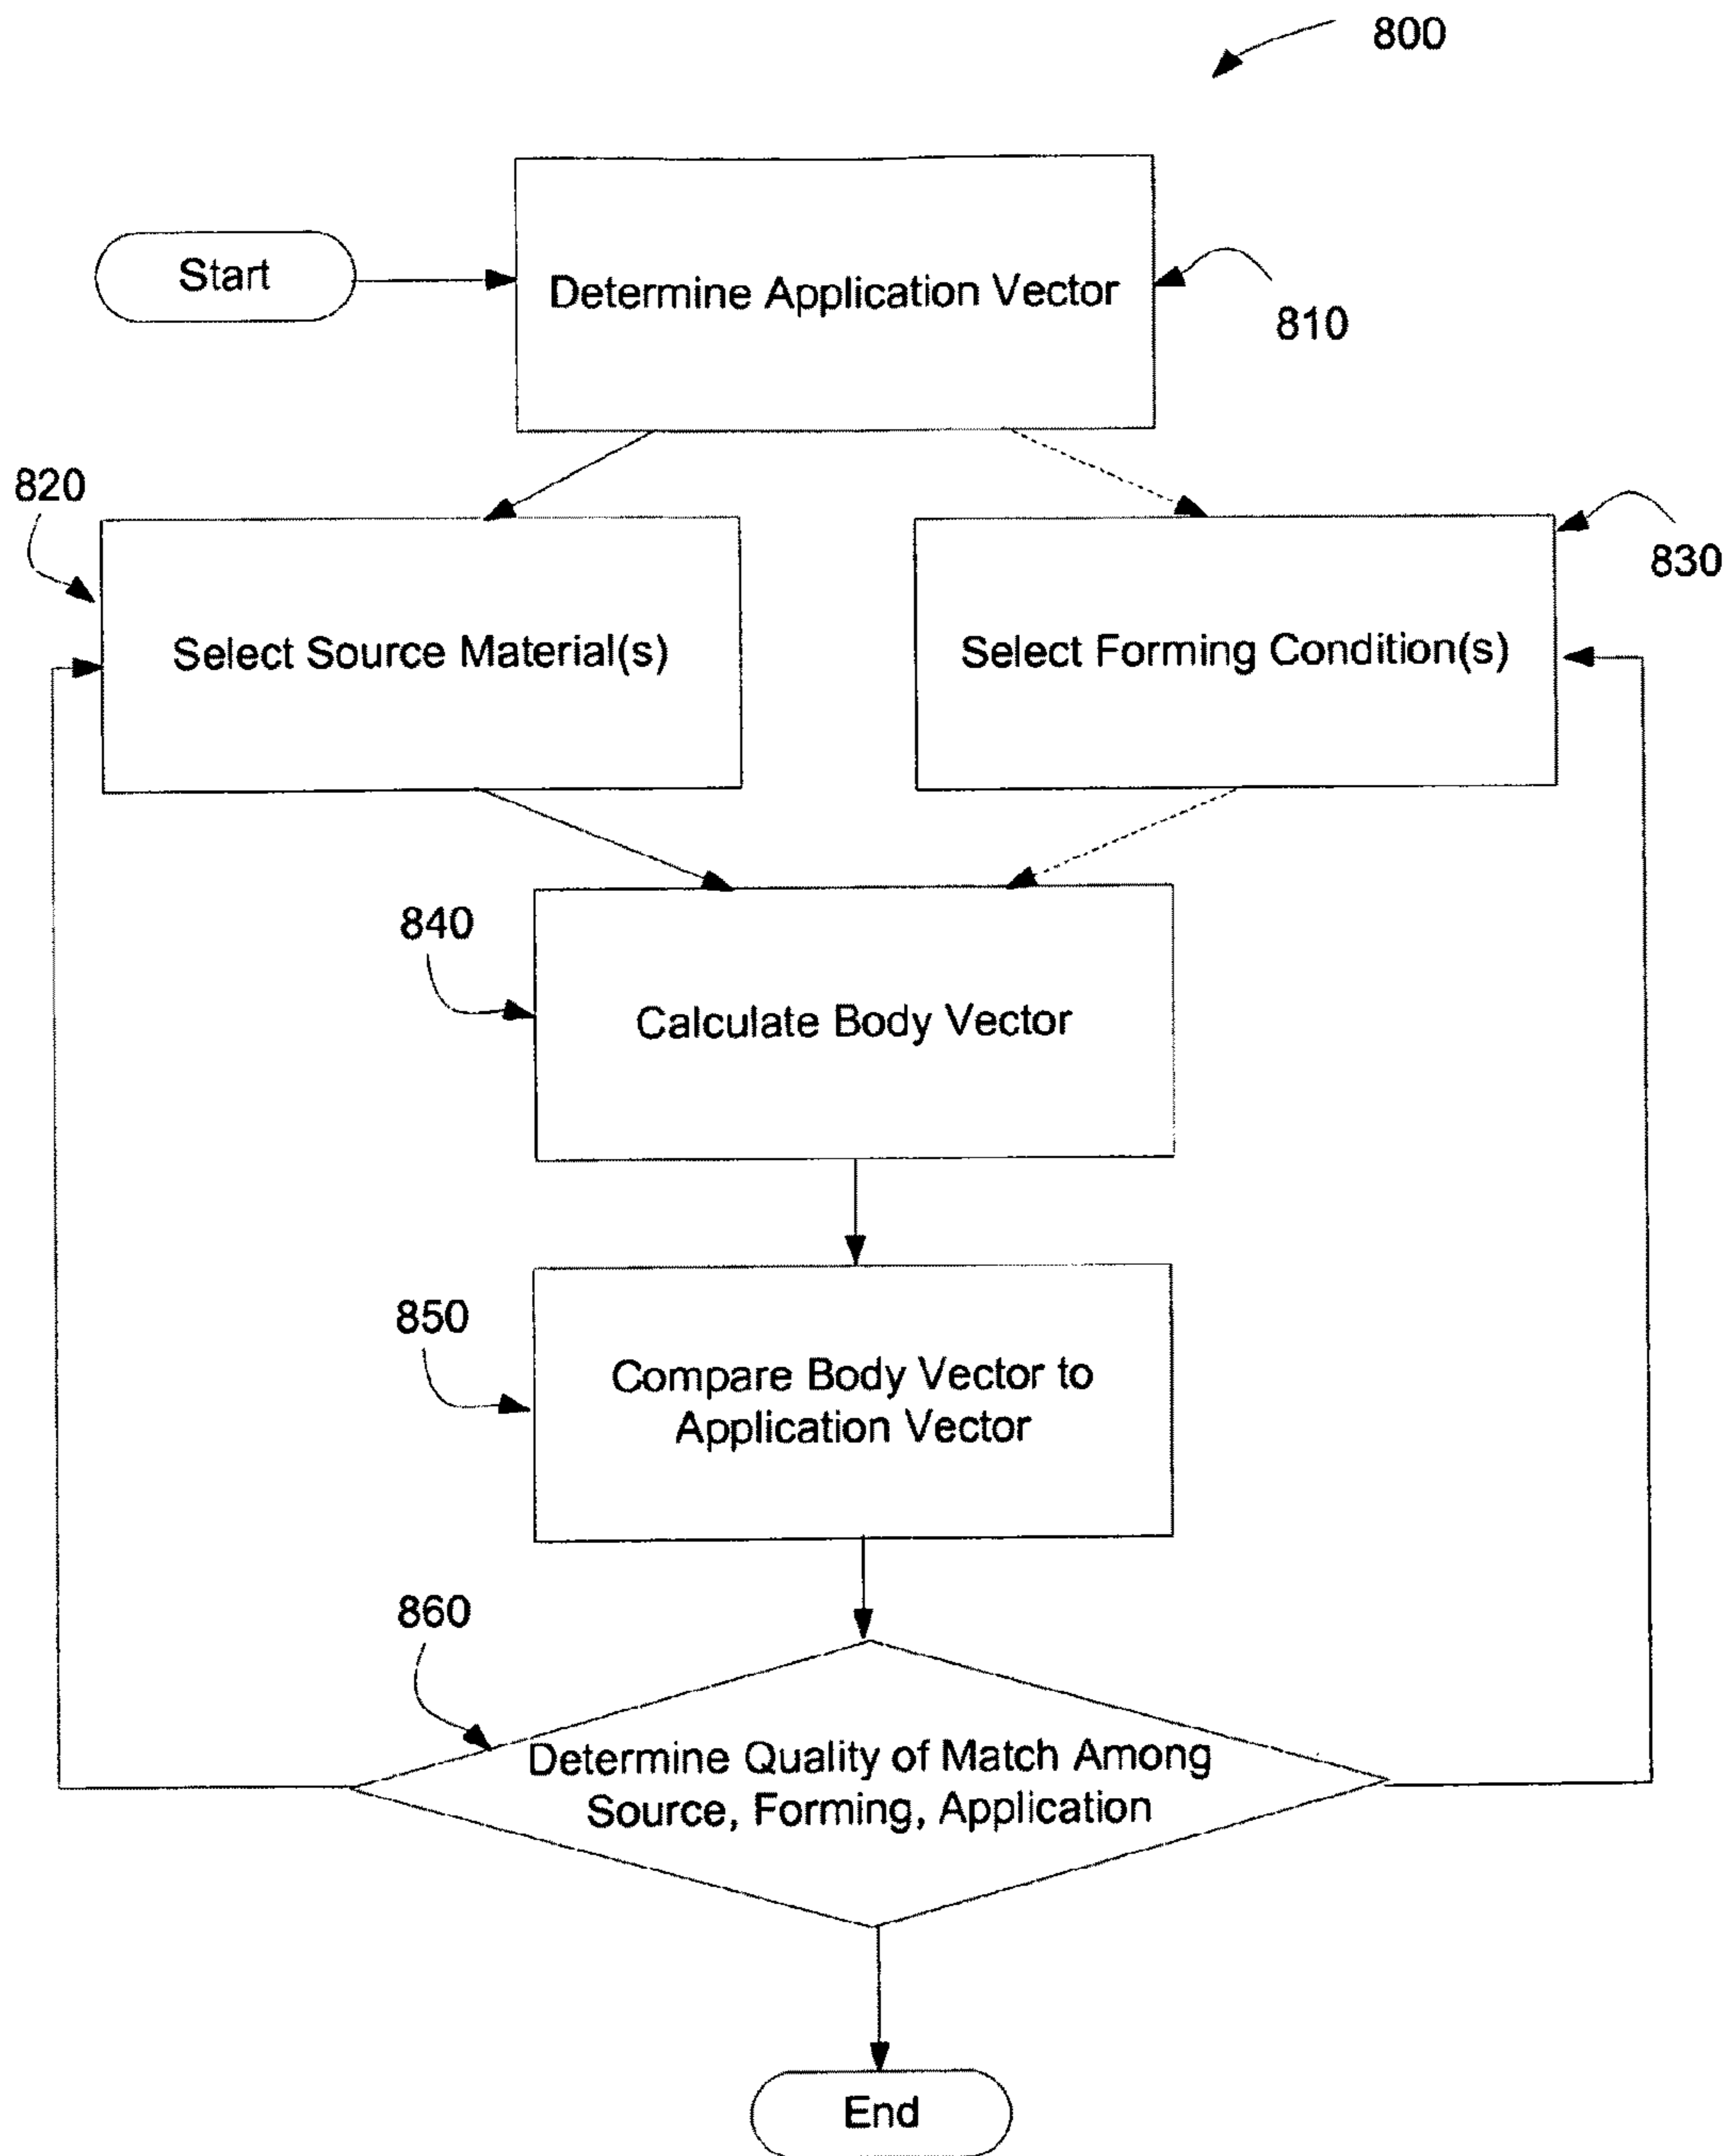 800
Start
Determine Application Vector
810
820
830
Select Source Material(s)
Select Forming Condition(s)
840
Calculate Body Vector
850
Compare Body Vector to
Application Vector
860
Determine Quality of Match Among
Source, Forming, Application
End